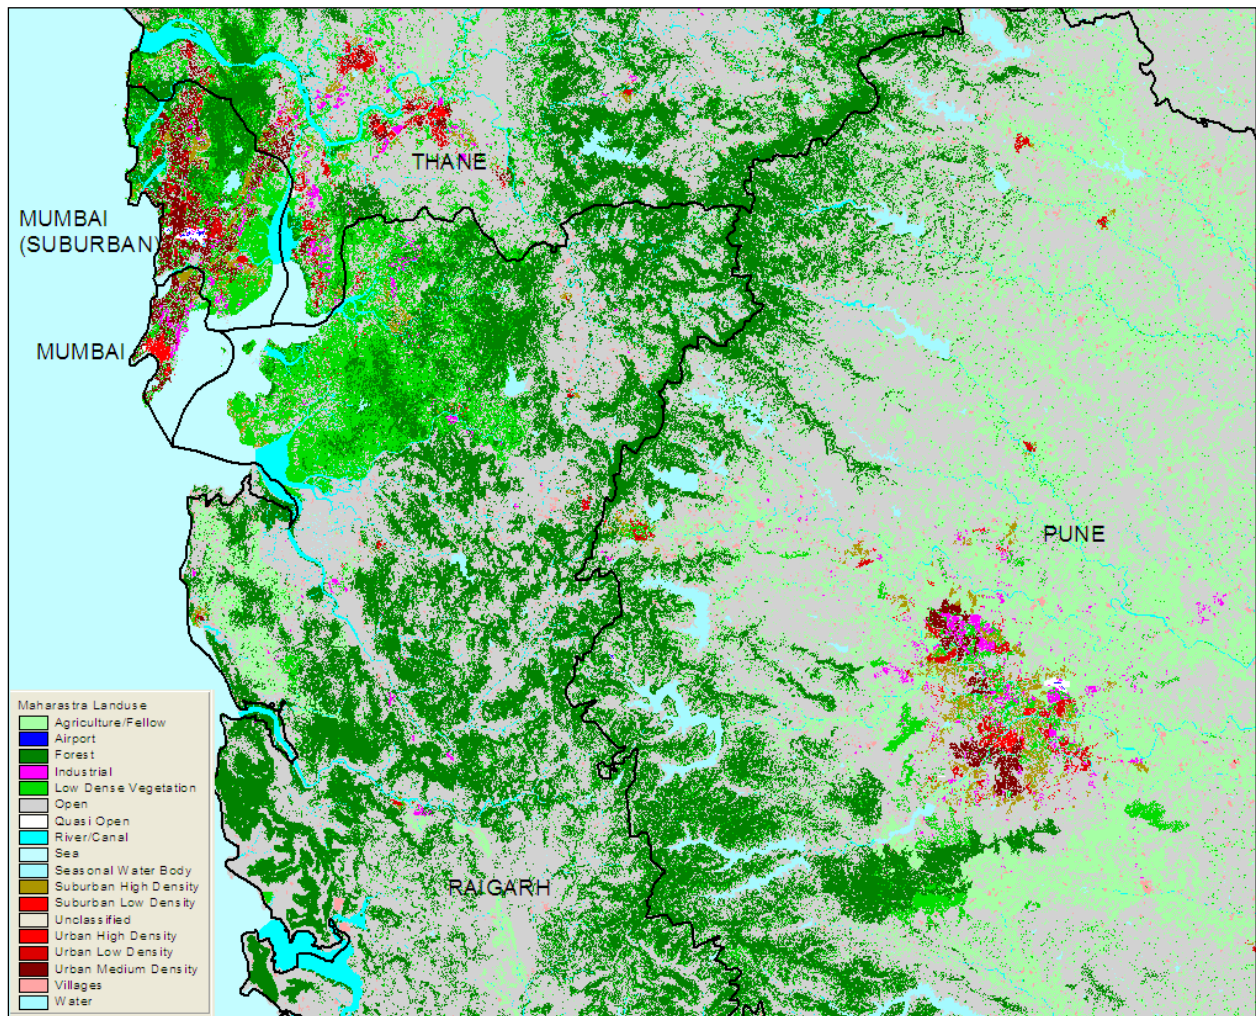 THANE
MUMBAI
(SUBURBAN)
MUMBAI
PUNE
RAIGARH
Maharastra Landuse
Agriculture/Fellow
Airport
Forest
Industrial
Low Dense Vegetation
Open
Quasi Open
River/Canal
Sea
Seasonal Water Body
Suburban High Density
Suburban Low Density
Unclassified
Urban High Density
Urban Low Density
Urban Medium Density
Villages
Water